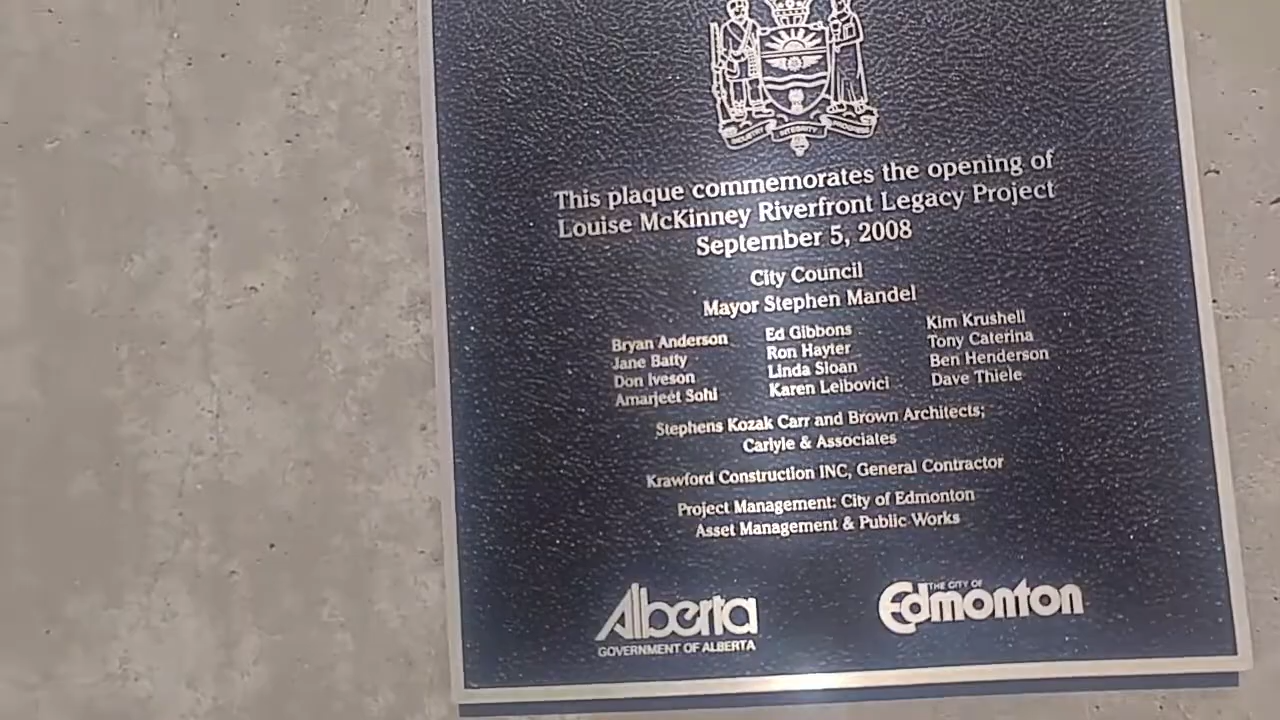 INDUSTRY INTEGRITY PROGRESS
This plaque commemorates the opening of
Louise McKinney Riverfront Legacy Project
September 5, 2008
City Council
Mayor Stephen Mandel
Bryan Anderson Ed Gibbons Kim Krushell
Jane Batty Ron Hayter Tony Caterina
Don Iveson Linda Sloan Ben Henderson
Amarjeet Sohi Karen Leibovici Dave Thiele
Stephens Kozak Carr and Brown Architects;
Carlyle & Associates
Krawford Construction INC, General Contractor
Project Management: City of Edmonton
Asset Management & Public Works
Alberta
GOVERNMENT OF ALBERTA
THE CITY OF
Edmonton